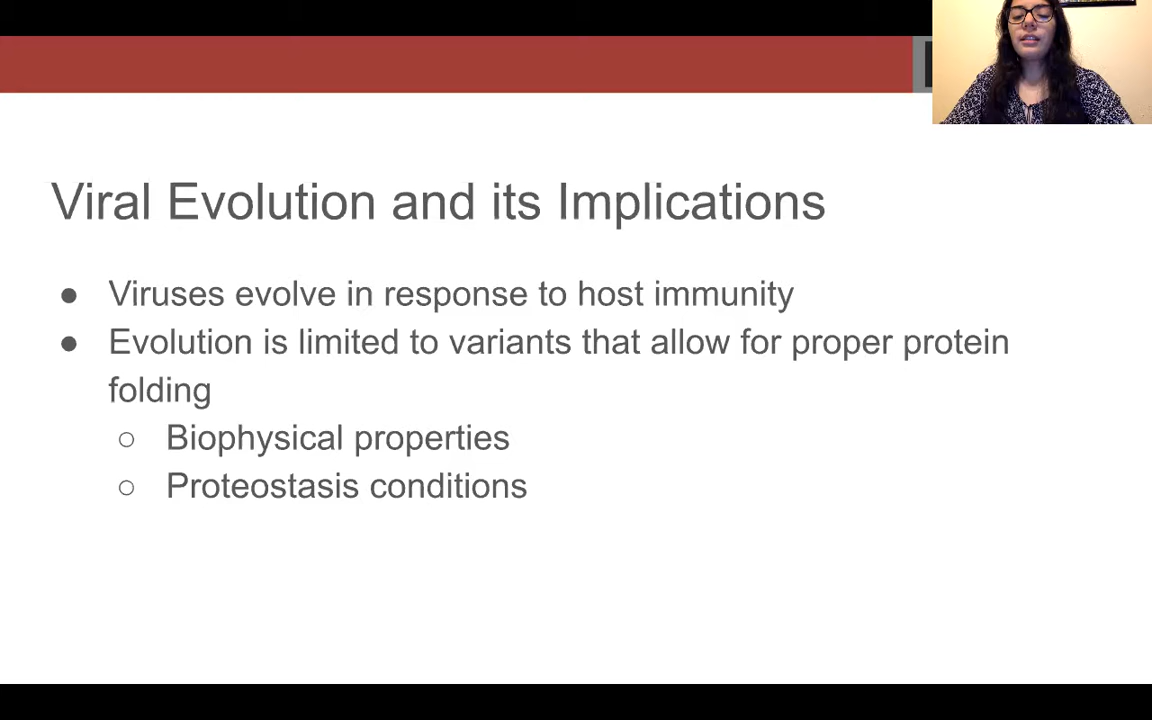 Viral Evolution and its Implications
● Viruses evolve in response to host immunity
● Evolution is limited to variants that allow for proper protein
folding
○ Biophysical properties
○ Proteostasis conditions